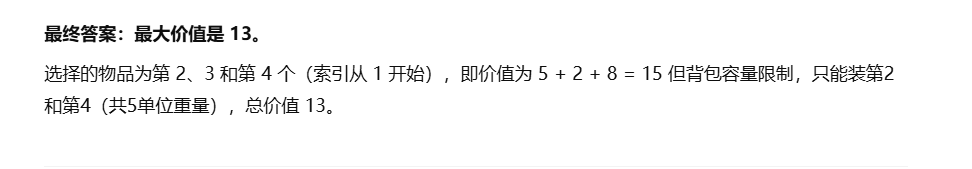 最终答案：最大价值是 13。
选择的物品为第 2、3 和第 4 个（索引从 1 开始），即价值为 5 + 2 + 8 = 15 但背包容量限制，只能装第2
和第4（共5单位重量），总价值 13。